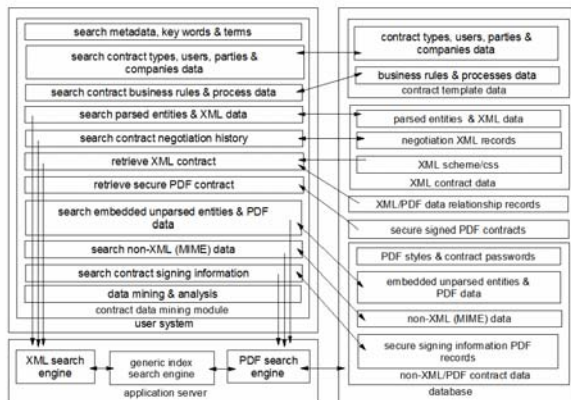 search metadata, key words & terms
search contract types, users, parties &
companies data
search contract business rules & process data
search parsed entities & XML data
search contract negotiation history
retrieve XML contract
retrieve secure PDF contract
search embedded unparsed entities & PDF
data
search non-XML (MIME) data
search contract signing information
data mining & analysis
contract data mining module
user system
XML search
engine
generic index
search engine
PDF search
engine
application server
contract types, users, parties &
companies data
business rules & processes data
contract template data
parsed entities & XML data
negotiation XML records
XML scheme/css
XML contract data
XML/PDF data relationship records
secure signed PDF contracts
PDF styles & contract passwords
embedded unparsed entities &
PDF data
non-XML (MIME) data
secure signing information PDF
records
non-XML/PDF contract data
database